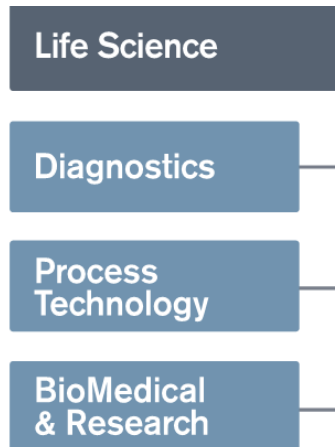 Life Science
Diagnostics
Process
Technology
BioMedical
& Research